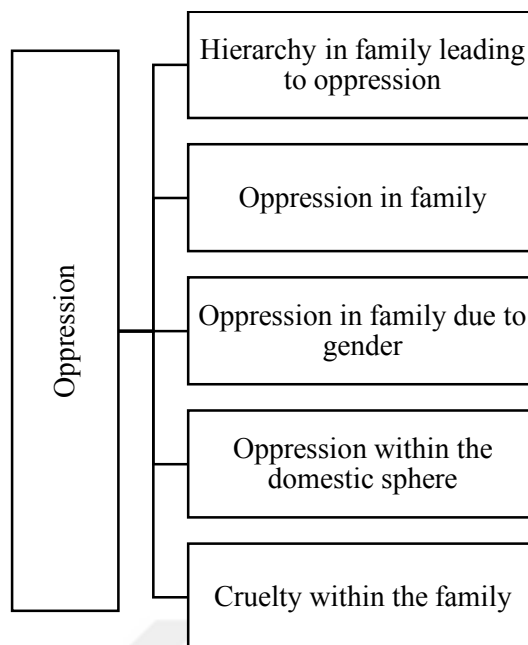 Oppression
Hierarchy in family leading
to oppression
Oppression in family
Oppression in family due to
gender
Oppression within the
domestic sphere
Cruelty within the family